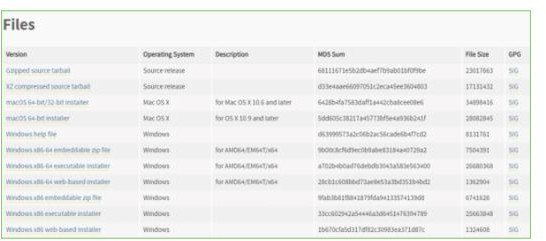 Files
Version Operating System Description MD5 Sum File Size GPG
Gzipped source tarball Source release 68111671e5b2db4aef7b9ab01bf0f9be 23017663 SIG
XZ compressed source tarball Source release d33e4aae66097051c2eca45ee3604803 17131432 SIG
macOS 64-bit/32-bit installer Mac OS X for Mac OS X 10.6 and later 6428b4fa7583daff1a442cba8cee08e6 34898416 SIG
macOS 64-bit installer Mac OS X for OS X 10.9 and later 5dd605c38217a45773bf5e4a936b241f 28082845 SIG
Windows help file Windows d63999573a2c06b2ac56cade6b4f7cd2 8131761 SIG
Windows x86-64 embeddable zip file Windows for AMD64/EM64T/x64 9b00c8cf6d9ec0b9abe83184a40729a2 7504391 SIG
Windows x86-64 executable installer Windows for AMD64/EM64T/x64 a702b4b0ad76debdb3043a583e563400 26680368 SIG
Windows x86-64 web-based installer Windows for AMD64/EM64T/x64 28cb1c608bbd73ae8e53a3bd351b4bd2 1362904 SIG
Windows x86 embeddable zip file Windows 9fab3b81f8841879fda94133574139d8 6741626 SIG
Windows x86 executable installer Windows 33cc602942a54446a3d6451476394789 25663848 SIG
Windows x86 web-based installer Windows 1b670cfa5d317df82c30983ea371d87c 1324608 SIG